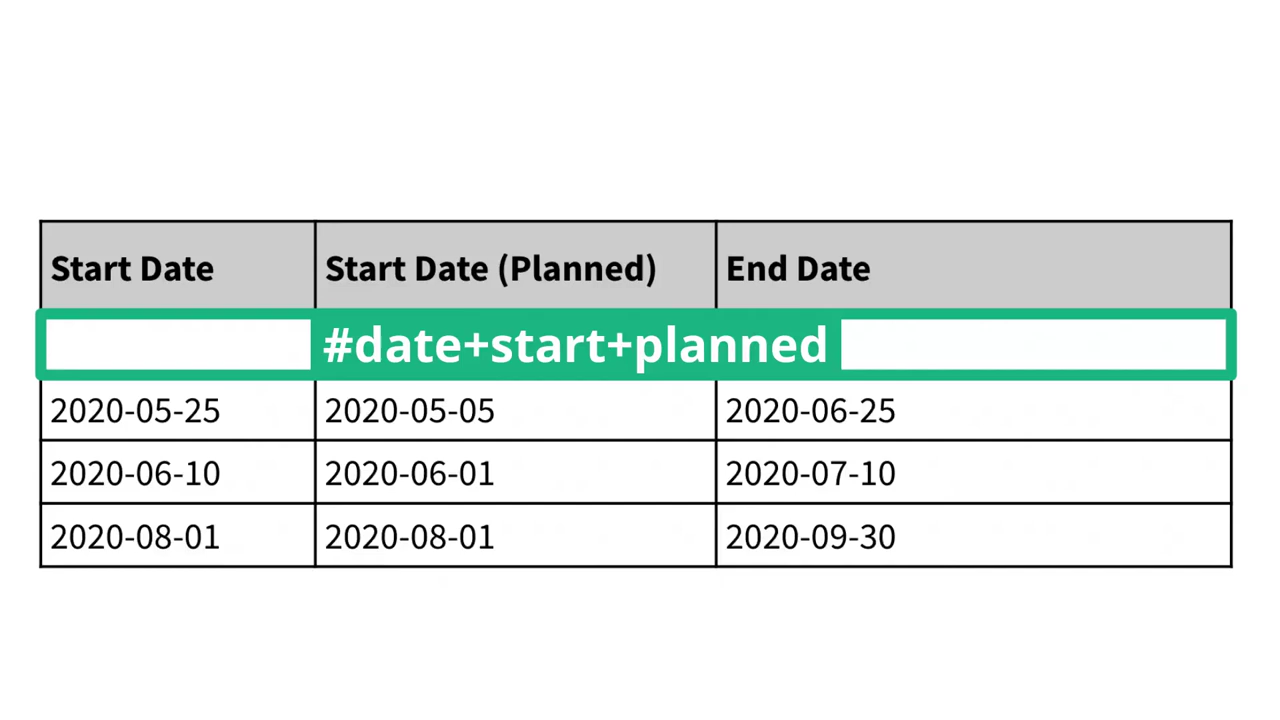 Start Date Start Date (Planned) End Date
#date+start+planned
2020-05-25 2020-05-05 2020-06-25
2020-06-10 2020-06-01 2020-07-10
2020-08-01 2020-08-01 2020-09-30